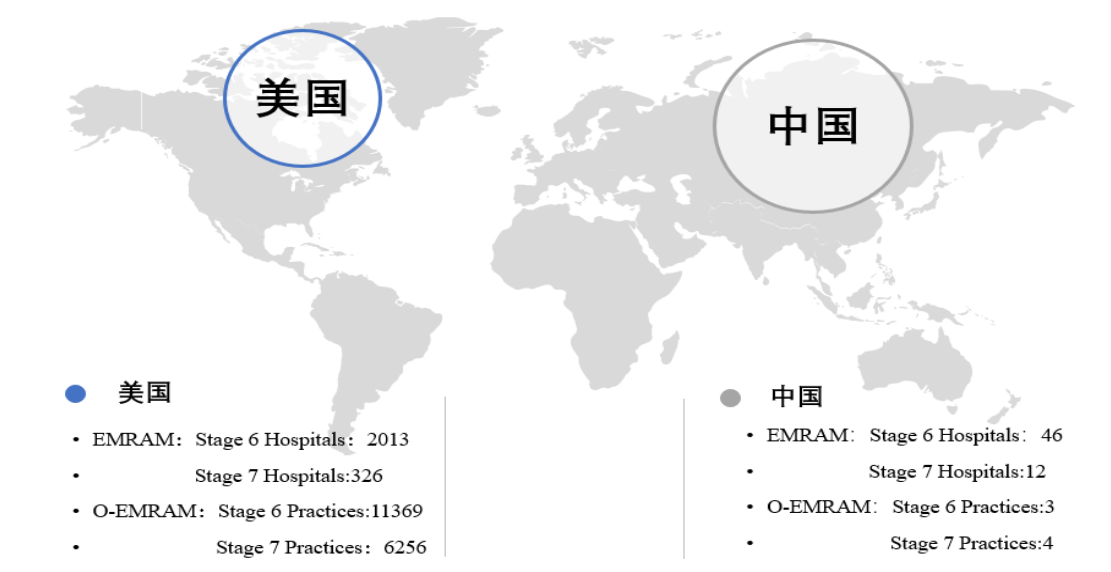 美国
中国
美国
• EMRAM：Stage 6 Hospitals：2013
• Stage 7 Hospitals:326
• O-EMRAM：Stage 6 Practices:11369
• Stage 7 Practices：6256
中国
• EMRAM：Stage 6 Hospitals：46
• Stage 7 Hospitals:12
• O-EMRAM：Stage 6 Practices:3
• Stage 7 Practices:4